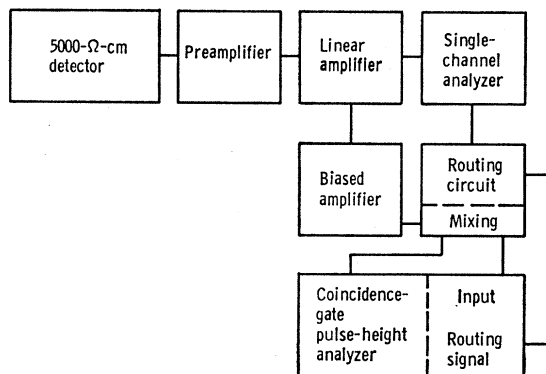 5000-Ω-cm
detector
Preamplifier
Linear
amplifier
Single-
channel
analyzer
Biased
amplifier
Routing
circuit
Mixing
Coincidence-
gate
pulse-height
analyzer
Input
Routing
signal